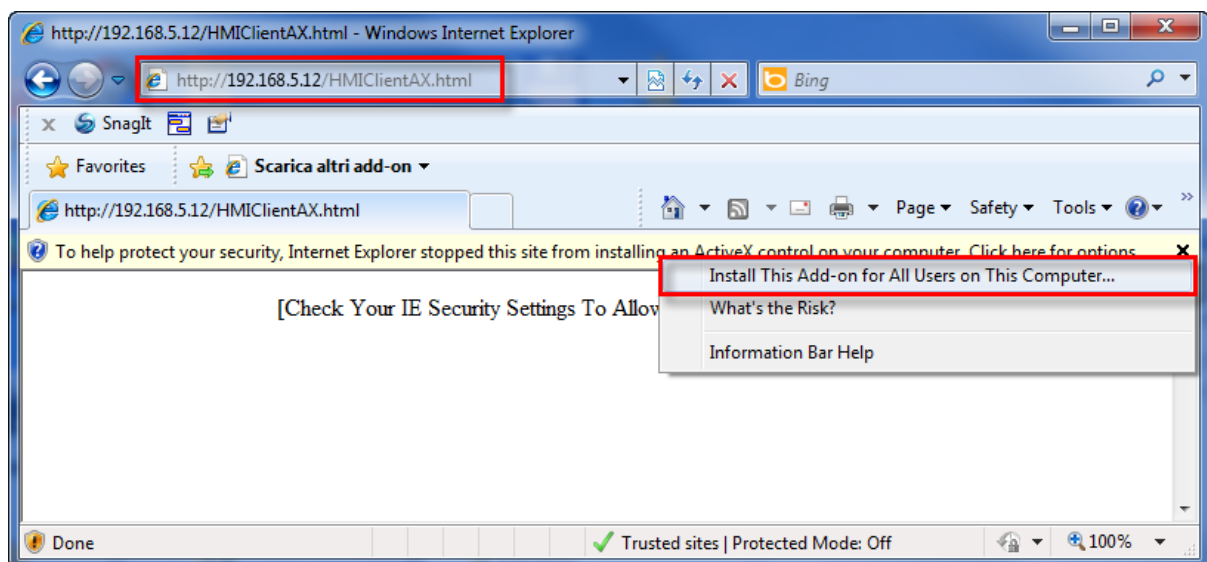 http://192.168.5.12/HMIClientAX.html - Windows Internet Explorer
http://192.168.5.12/HMIClientAX.html
Bing
x SnagIt
Favorites Scarica altri add-on
http://192.168.5.12/HMIClientAX.html Page Safety Tools
To help protect your security, Internet Explorer stopped this site from installing an ActiveX control on your computer. Click here for options
Install This Add-on for All Users on This Computer...
[Check Your IE Security Settings To Allow
What's the Risk?
Information Bar Help
Done Trusted sites | Protected Mode: Off 100%